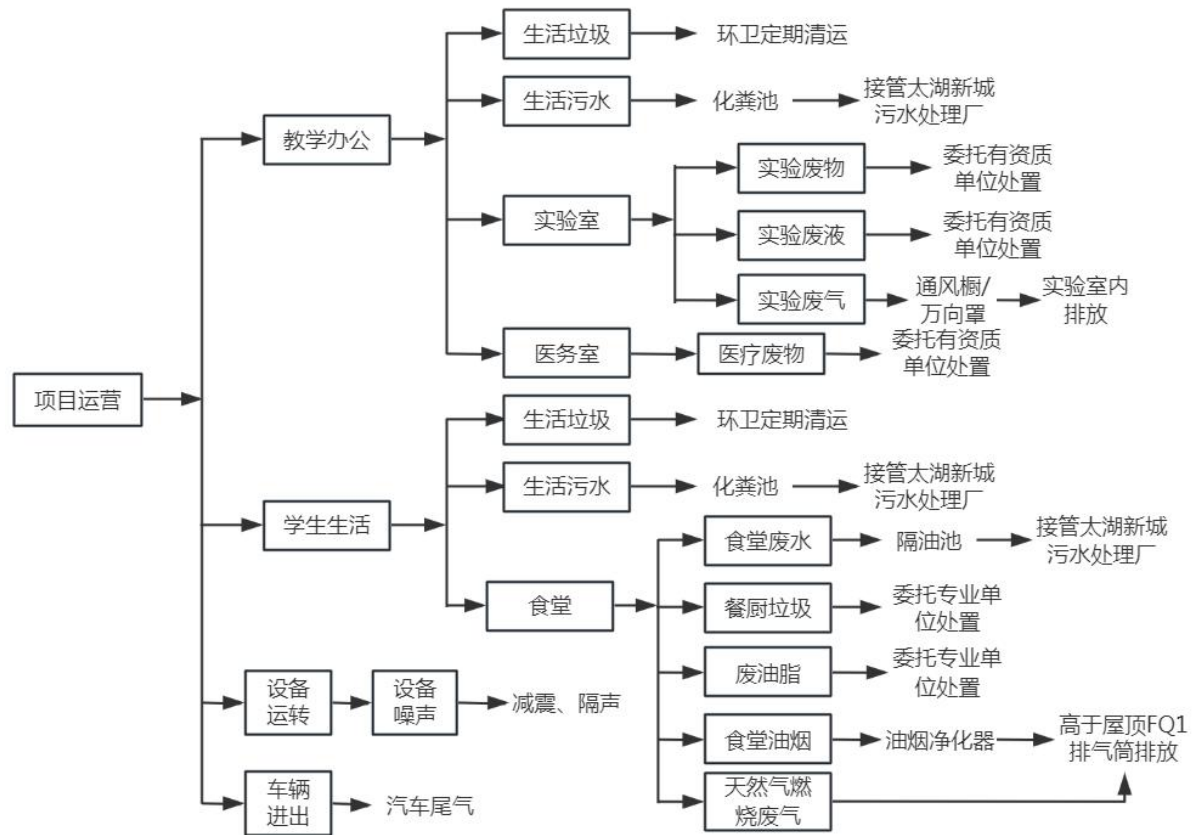 生活垃圾
环卫定期清运
生活污水
化粪池
接管太湖新城
污水处理厂
教学办公
实验废物
委托有资质
单位处置
实验室
实验废液
委托有资质
单位处置
实验废气
通风橱/
万向罩
实验室内
排放
医务室
医疗废物
委托有资质
单位处置
项目运营
生活垃圾
环卫定期清运
生活污水
化粪池
接管太湖新城
污水处理厂
学生生活
食堂废水
隔油池
接管太湖新城
污水处理厂
食堂
餐厨垃圾
委托专业单
位处置
废油脂
委托专业单
位处置
设备
运转
设备
噪声
减震、隔声
食堂油烟
油烟净化器
高于屋顶FQ1
排气筒排放
车辆
进出
汽车尾气
天然气燃
烧废气